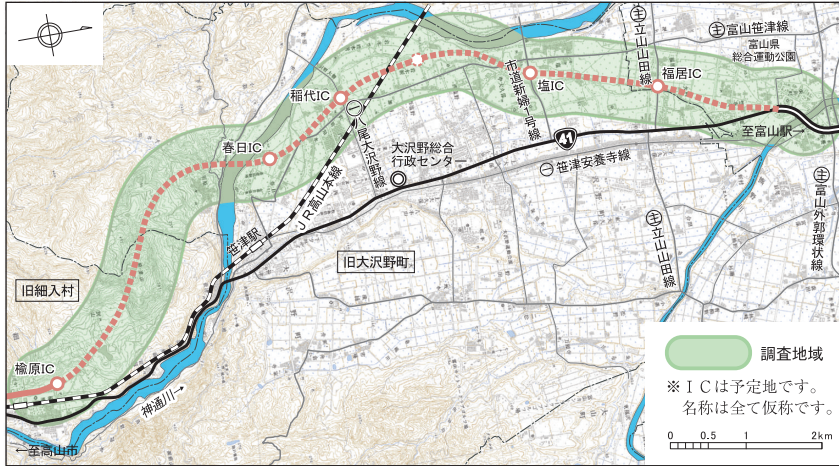 主 立山山田線
主 富山笹津線
富山県
総合運動公園
福居IC
塩IC
市道新婦1号線
稲代IC
一 八尾大沢野線
春日IC
大沢野総合
行政センター
41
至富山駅→
一 笹津安養寺線
JR高山本線
笹津駅
主 富山外郭環状線
主 立山山田線
旧細入村
旧大沢野町
楡原IC
神通川→
←至高山市
調査地域
※ICは予定地です。
名称は全て仮称です。
0 0.5 1 2km